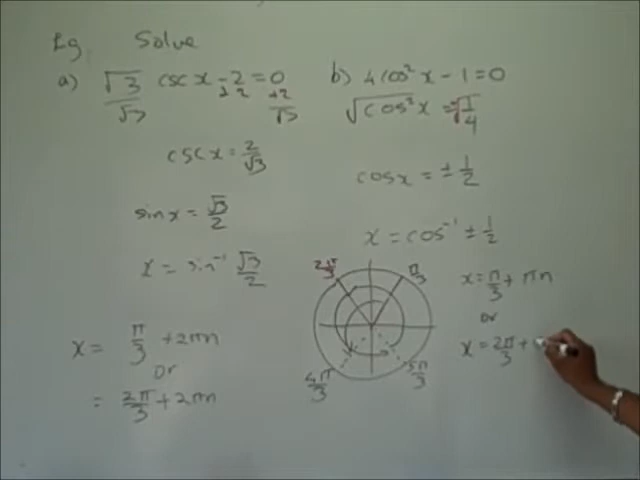 Eg. Solve
a) √3 csc x - 2 = 0
+2 +2
√3 √3
csc x = 2/√3
sin x = √3/2
x = sin⁻¹ √3/2
x = π/3 + 2πn
or
= 2π/3 + 2πn
b) 4 cos² x - 1 = 0
√cos² x = ±√1/4
cos x = ± 1/2
x = cos⁻¹ ± 1/2
2π/3 π/3
4π/3 5π/3
x = π/3 + πn
or
x = 2π/3 +